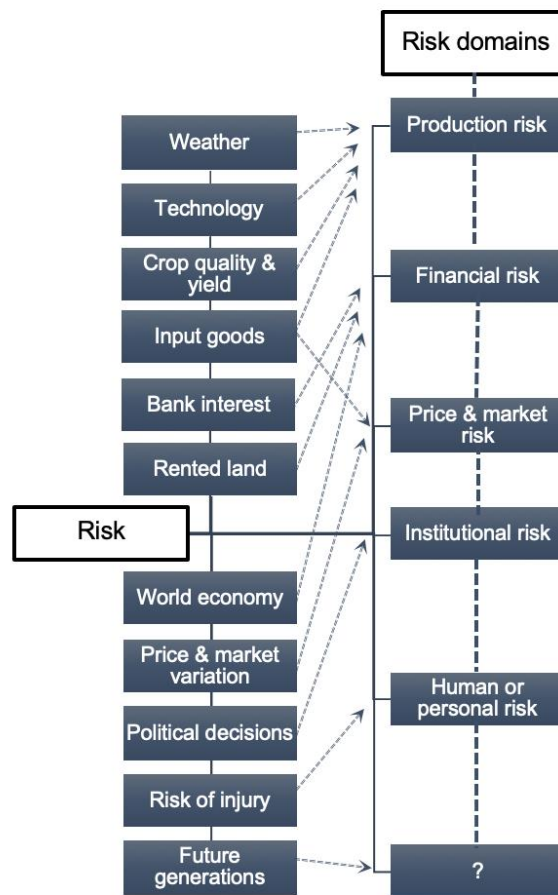 Risk domains
Weather
Technology
Crop quality &
yield
Input goods
Bank interest
Rented land
Risk
World economy
Price & market
variation
Political decisions
Risk of injury
Future
generations
Production risk
Financial risk
Price & market
risk
Institutional risk
Human or
personal risk
?